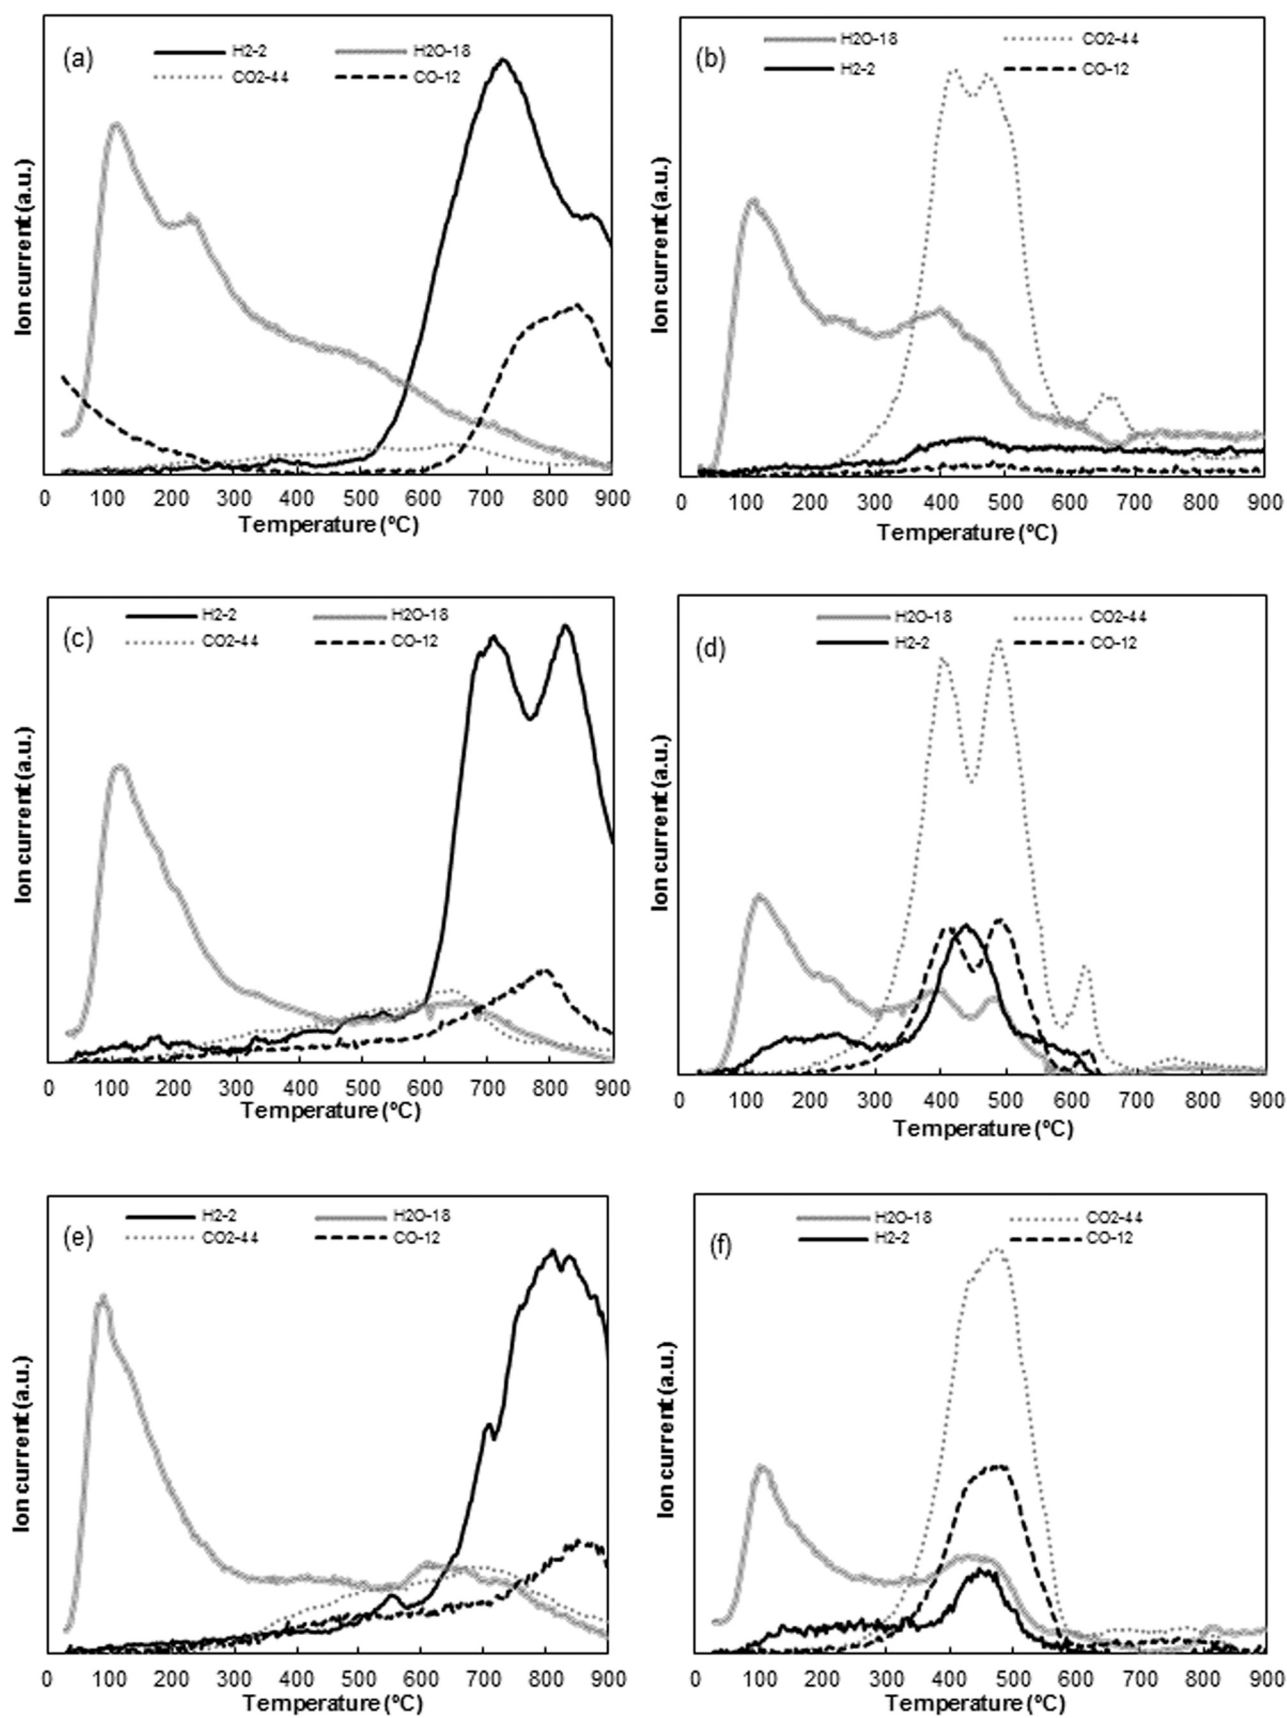 (a)
H2-2 H2O-18
CO2-44 CO-12
Ion current (a.u.)
0 100 200 300 400 500 600 700 800 900
Temperature (ºC)
(b)
H2O-18 CO2-44
H2-2 CO-12
Ion current (a.u.)
0 100 200 300 400 500 600 700 800 900
Temperature (ºC)
(c)
H2-2 H2O-18
CO2-44 CO-12
Ion current (a.u.)
0 100 200 300 400 500 600 700 800 900
Temperature (ºC)
(d)
H2O-18 CO2-44
H2-2 CO-12
Ion current (a.u.)
0 100 200 300 400 500 600 700 800 900
Temperature (ºC)
(e)
H2-2 H2O-18
CO2-44 CO-12
Ion current (a.u.)
0 100 200 300 400 500 600 700 800 900
Temperature (ºC)
(f)
H2O-18 CO2-44
H2-2 CO-12
Ion current (a.u.)
0 100 200 300 400 500 600 700 800 900
Temperature (ºC)